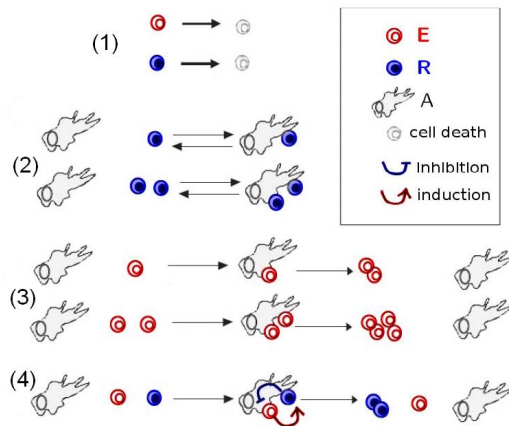 (1)
E
R
A
cell death
inhibition
induction
(2)
(3)
(4)